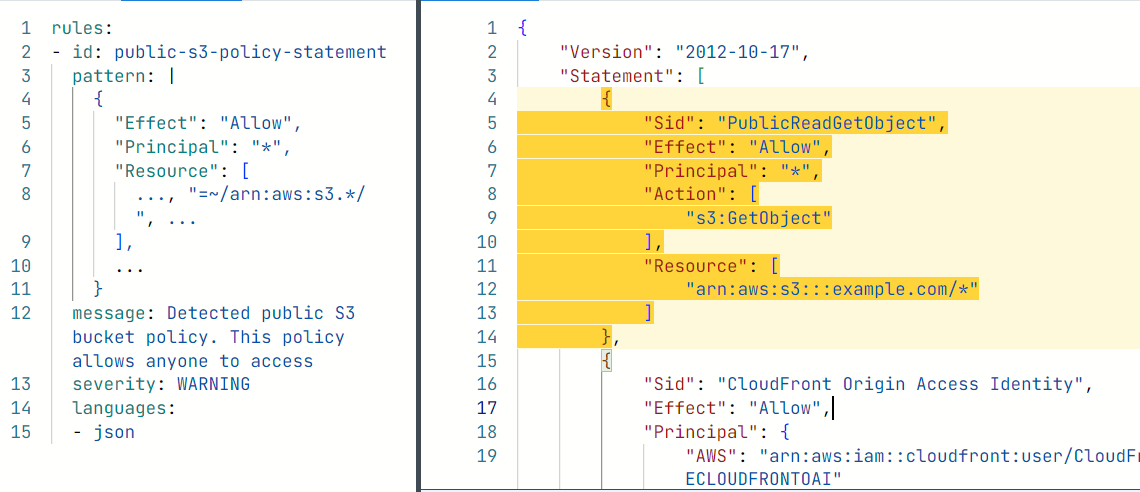 1 rules:
2 - id: public-s3-policy-statement
3 pattern: |
4 {
5 "Effect": "Allow",
6 "Principal": "*",
7 "Resource": [
8 ..., "=~/arn:aws:s3.*/
", ...
9 ],
10 ...
11 }
12 message: Detected public S3
bucket policy. This policy
allows anyone to access
13 severity: WARNING
14 languages:
15 - json
1 {
2 "Version": "2012-10-17",
3 "Statement": [
4 {
5 "Sid": "PublicReadGetObject",
6 "Effect": "Allow",
7 "Principal": "*",
8 "Action": [
9 "s3:GetObject"
10 ],
11 "Resource": [
12 "arn:aws:s3:::example.com/*"
13 ]
14 },
15 {
16 "Sid": "CloudFront Origin Access Identity",
17 "Effect": "Allow",
18 "Principal": {
19 "AWS": "arn:aws:iam::cloudfront:user/CloudFr
ECLOUDFRONTOAI"